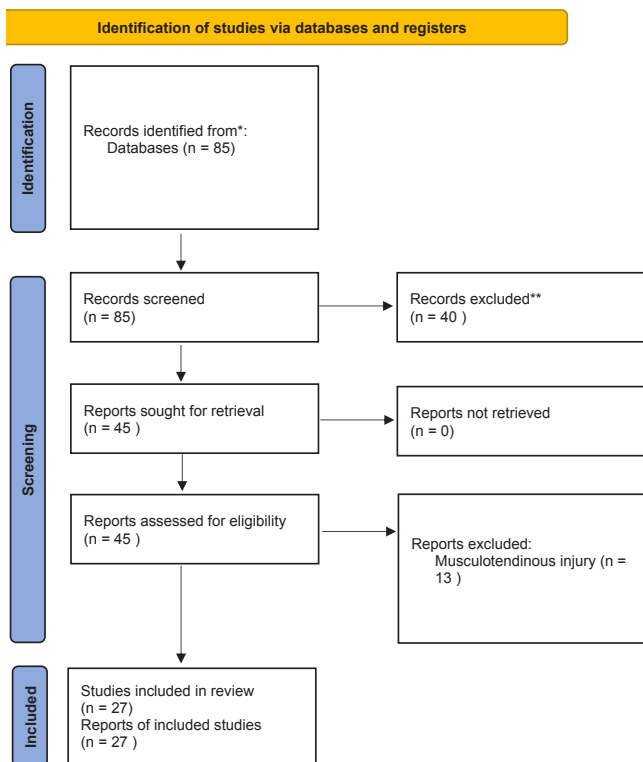 Identification of studies via databases and registers
Identification
Records identified from*:
Databases (n = 85)
Screening
Records screened
(n = 85)
Records excluded**
(n = 40 )
Reports sought for retrieval
(n = 45 )
Reports not retrieved
(n = 0)
Reports assessed for eligibility
(n = 45 )
Reports excluded:
Musculotendinous injury (n =
13 )
Included
Studies included in review
(n = 27)
Reports of included studies
(n = 27 )